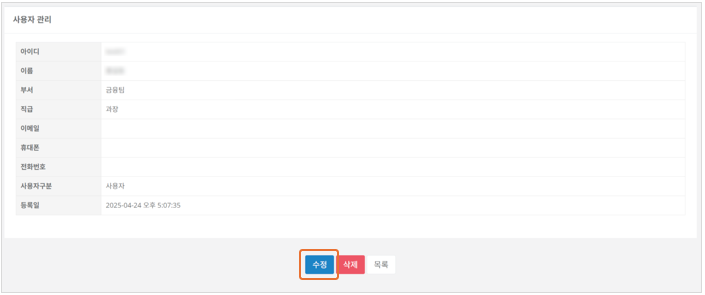 사용자 관리
아이디
이름
부서 금융팀
직급 과장
이메일
휴대폰
전화번호
사용자구분 사용자
등록일 2025-04-24 오후 5:07:35
수정 삭제 목록